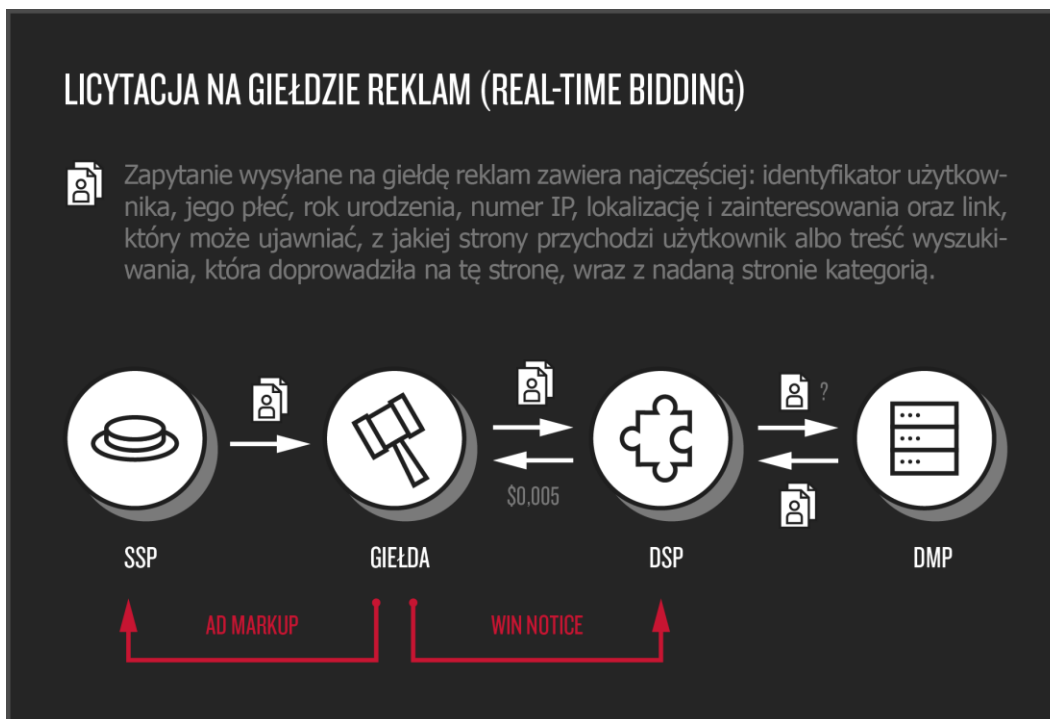 LICYTACJA NA GIEŁDZIE REKLAM (REAL-TIME BIDDING)
Zapytanie wysyłane na giełdę reklam zawiera najczęściej: identyfikator użytkow-
nika, jego płeć, rok urodzenia, numer IP, lokalizację i zainteresowania oraz link,
który może ujawniać, z jakiej strony przychodzi użytkownik albo treść wyszuki-
wania, która doprowadziła na tę stronę, wraz z nadaną stronie kategorią.
?
$0,005
SSP
GIEŁDA
DSP
DMP
AD MARKUP
WIN NOTICE